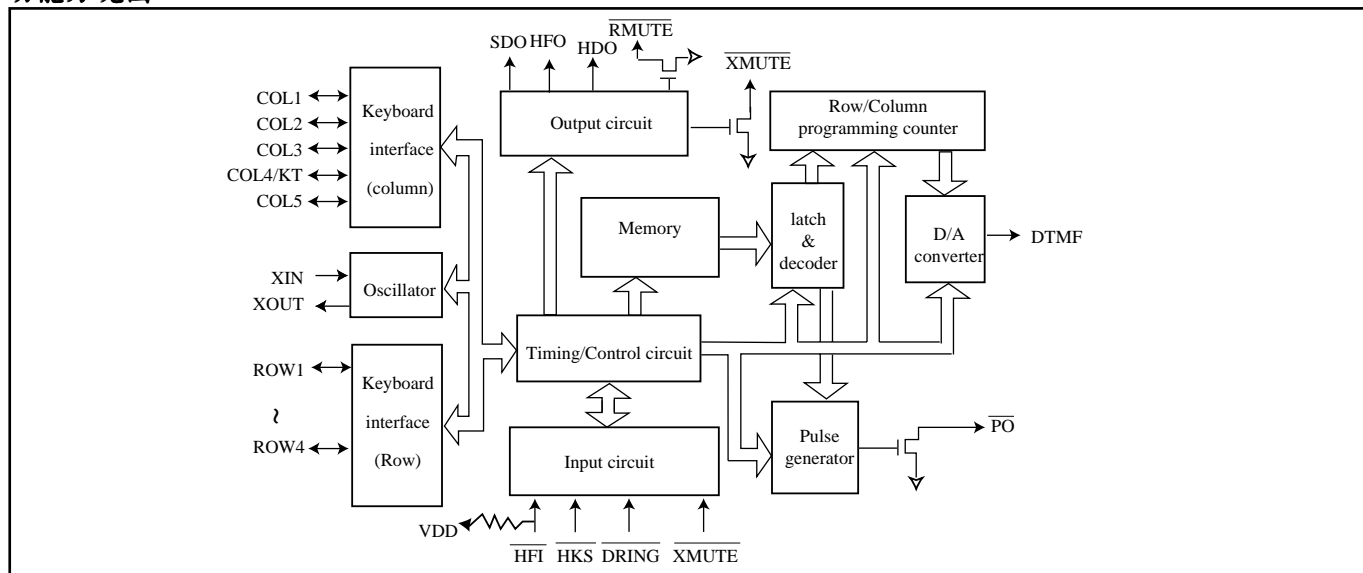 SDO
HFO
HDO
RMUTE
XMUTE
COL1
COL2
COL3
COL4/KT
COL5
Keyboard
interface
(column)
Output circuit
Row/Column
programming counter
Memory
latch
&
decoder
D/A
converter
DTMF
XIN
XOUT
Oscillator
Timing/Control circuit
ROW1
~
ROW4
Keyboard
interface
(Row)
Input circuit
Pulse
generator
PO
VDD
HFI
HKS
DRING
XMUTE